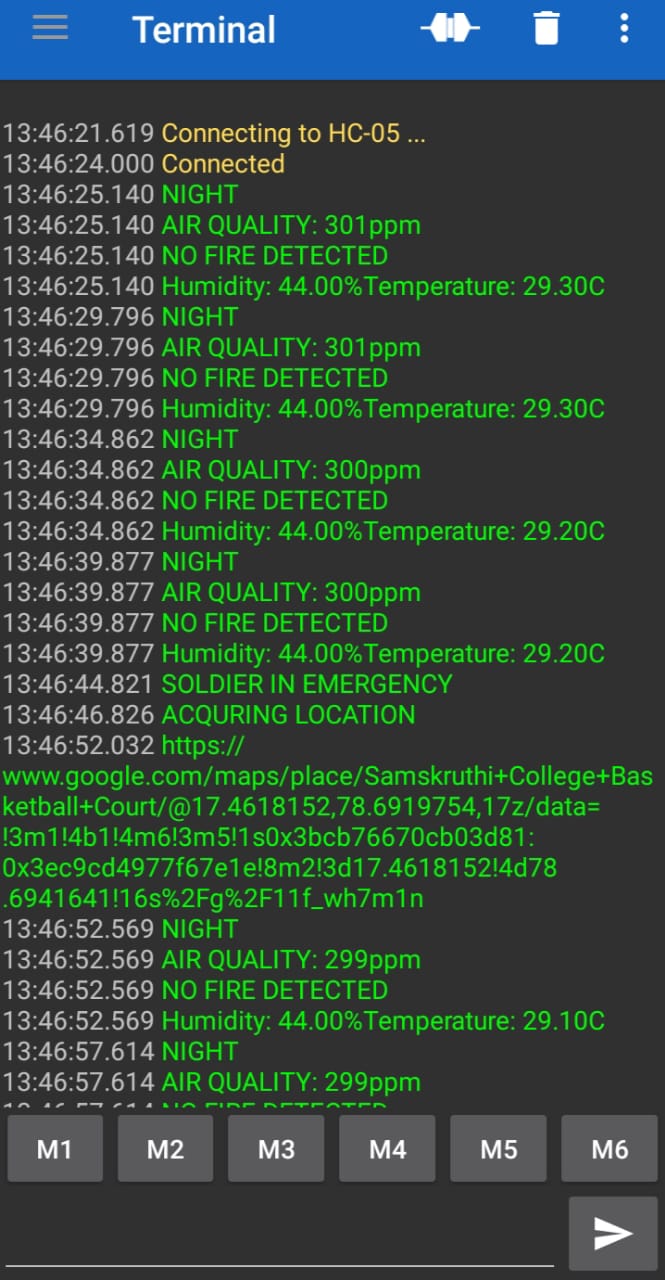 Terminal
13:46:21.619 Connecting to HC-05 ...
13:46:24.000 Connected
13:46:25.140 NIGHT
13:46:25.140 AIR QUALITY: 301ppm
13:46:25.140 NO FIRE DETECTED
13:46:25.140 Humidity: 44.00%Temperature: 29.30C
13:46:29.796 NIGHT
13:46:29.796 AIR QUALITY: 301ppm
13:46:29.796 NO FIRE DETECTED
13:46:29.796 Humidity: 44.00%Temperature: 29.30C
13:46:34.862 NIGHT
13:46:34.862 AIR QUALITY: 300ppm
13:46:34.862 NO FIRE DETECTED
13:46:34.862 Humidity: 44.00%Temperature: 29.20C
13:46:39.877 NIGHT
13:46:39.877 AIR QUALITY: 300ppm
13:46:39.877 NO FIRE DETECTED
13:46:39.877 Humidity: 44.00%Temperature: 29.20C
13:46:44.821 SOLDIER IN EMERGENCY
13:46:46.826 ACQURING LOCATION
13:46:52.032 https://
www.google.com/maps/place/Samskruthi+College+Bas
ketball+Court/@17.4618152,78.6919754,17z/data=
!3m1!4b1!4m6!3m5!1s0x3bcb76670cb03d81:
0x3ec9cd4977f67e1e!8m2!3d17.4618152!4d78
.6941641!16s%2Fg%2F11f_wh7m1n
13:46:52.569 NIGHT
13:46:52.569 AIR QUALITY: 299ppm
13:46:52.569 NO FIRE DETECTED
13:46:52.569 Humidity: 44.00%Temperature: 29.10C
13:46:57.614 NIGHT
13:46:57.614 AIR QUALITY: 299ppm
13:46:57.614 NO FIRE DETECTED
M1 M2 M3 M4 M5 M6